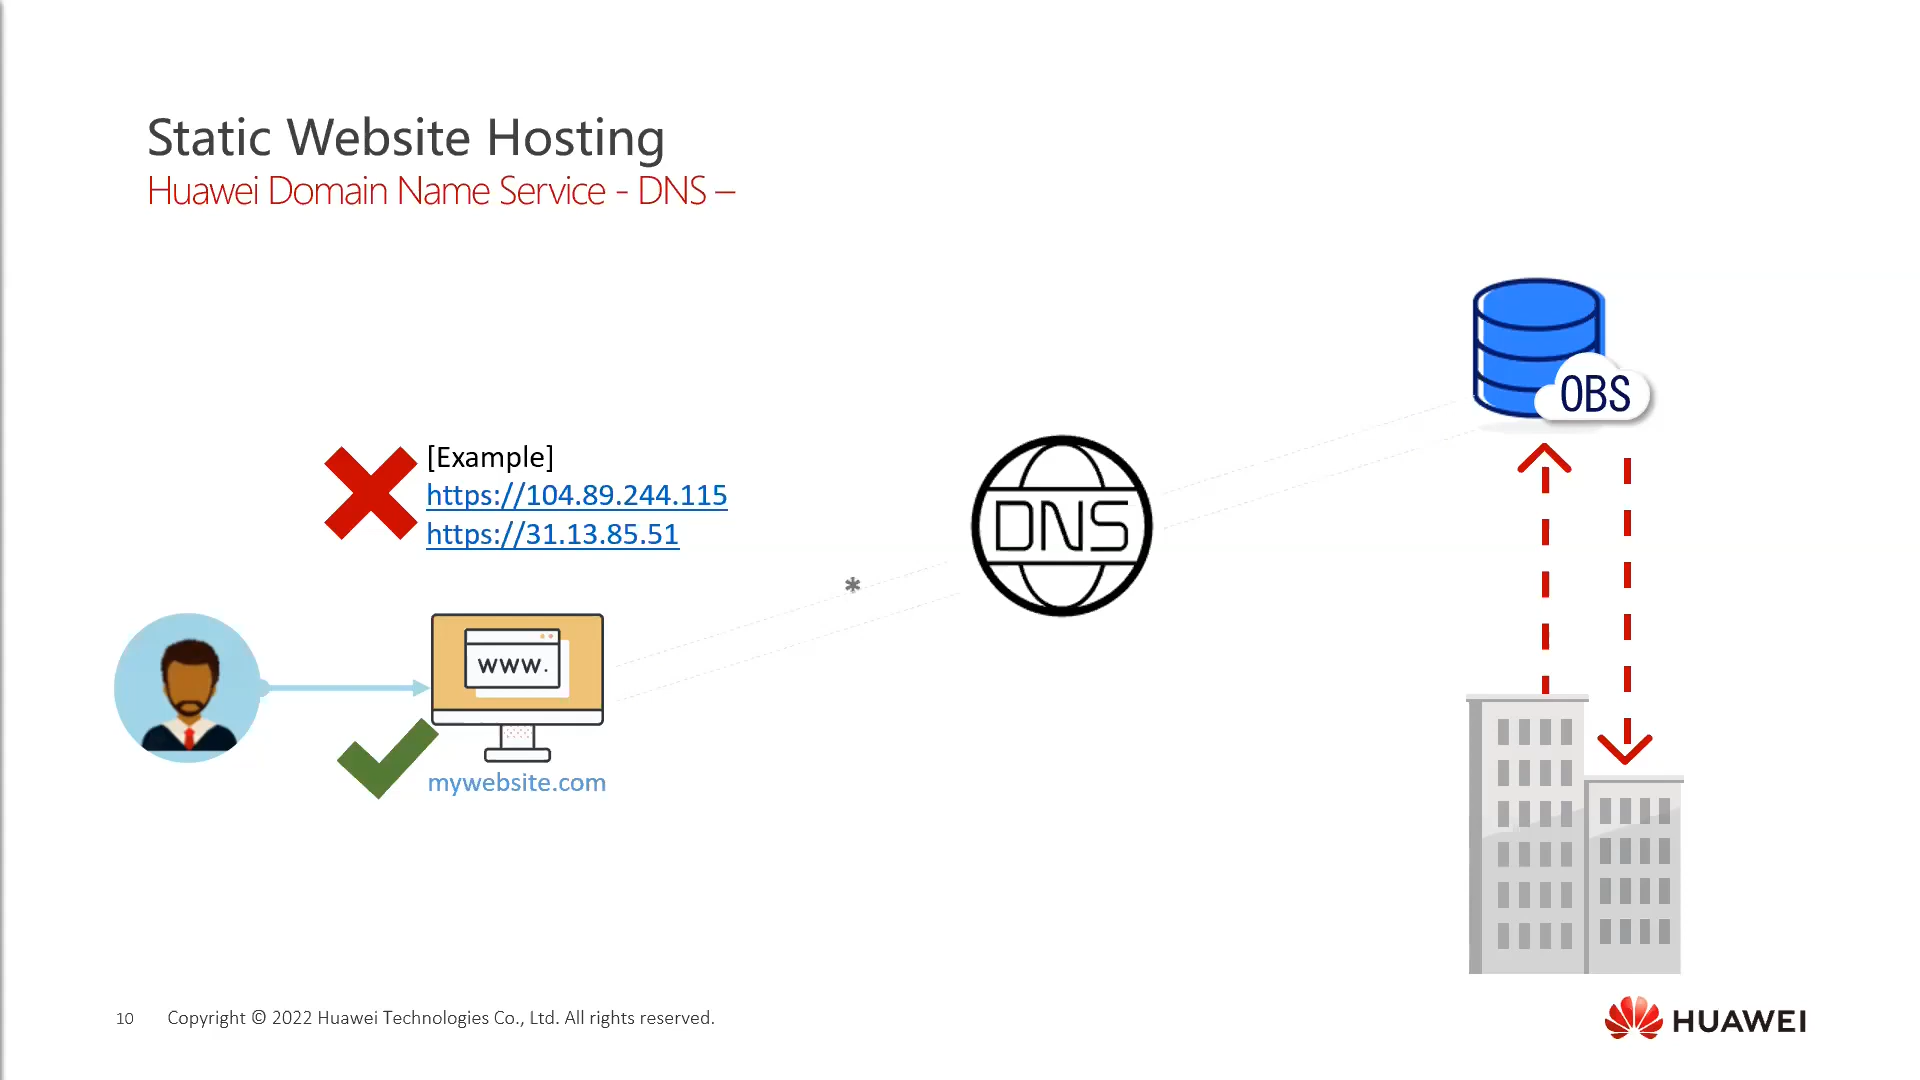 Static Website Hosting
Huawei Domain Name Service - DNS –
OBS
[Example]
https://104.89.244.115
https://31.13.85.51
DNS
*
www.
mywebsite.com
10 Copyright © 2022 Huawei Technologies Co., Ltd. All rights reserved.
HUAWEI